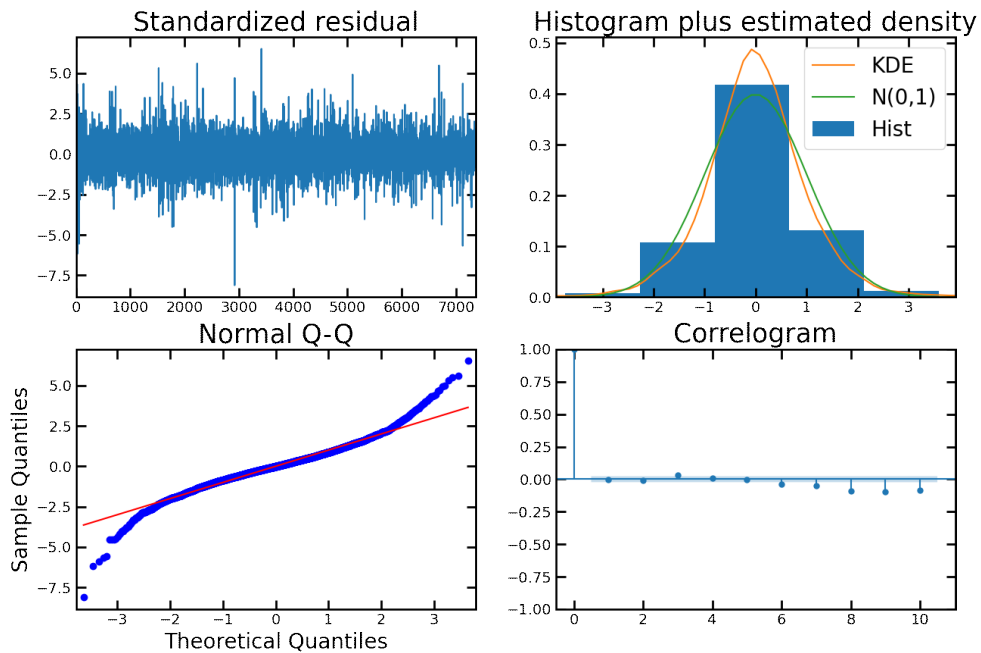 Standardized residual
5.0
2.5
0.0
−2.5
−5.0
−7.5
0 1000 2000 3000 4000 5000 6000 7000
Histogram plus estimated density
0.5
0.4
0.3
0.2
0.1
0.0
−3 −2 −1 0 1 2 3
KDE
N(0,1)
Hist
Normal Q-Q
Sample Quantiles
5.0
2.5
0.0
−2.5
−5.0
−7.5
−3 −2 −1 0 1 2 3
Theoretical Quantiles
Correlogram
1.00
0.75
0.50
0.25
0.00
−0.25
−0.50
−0.75
−1.00
0 2 4 6 8 10